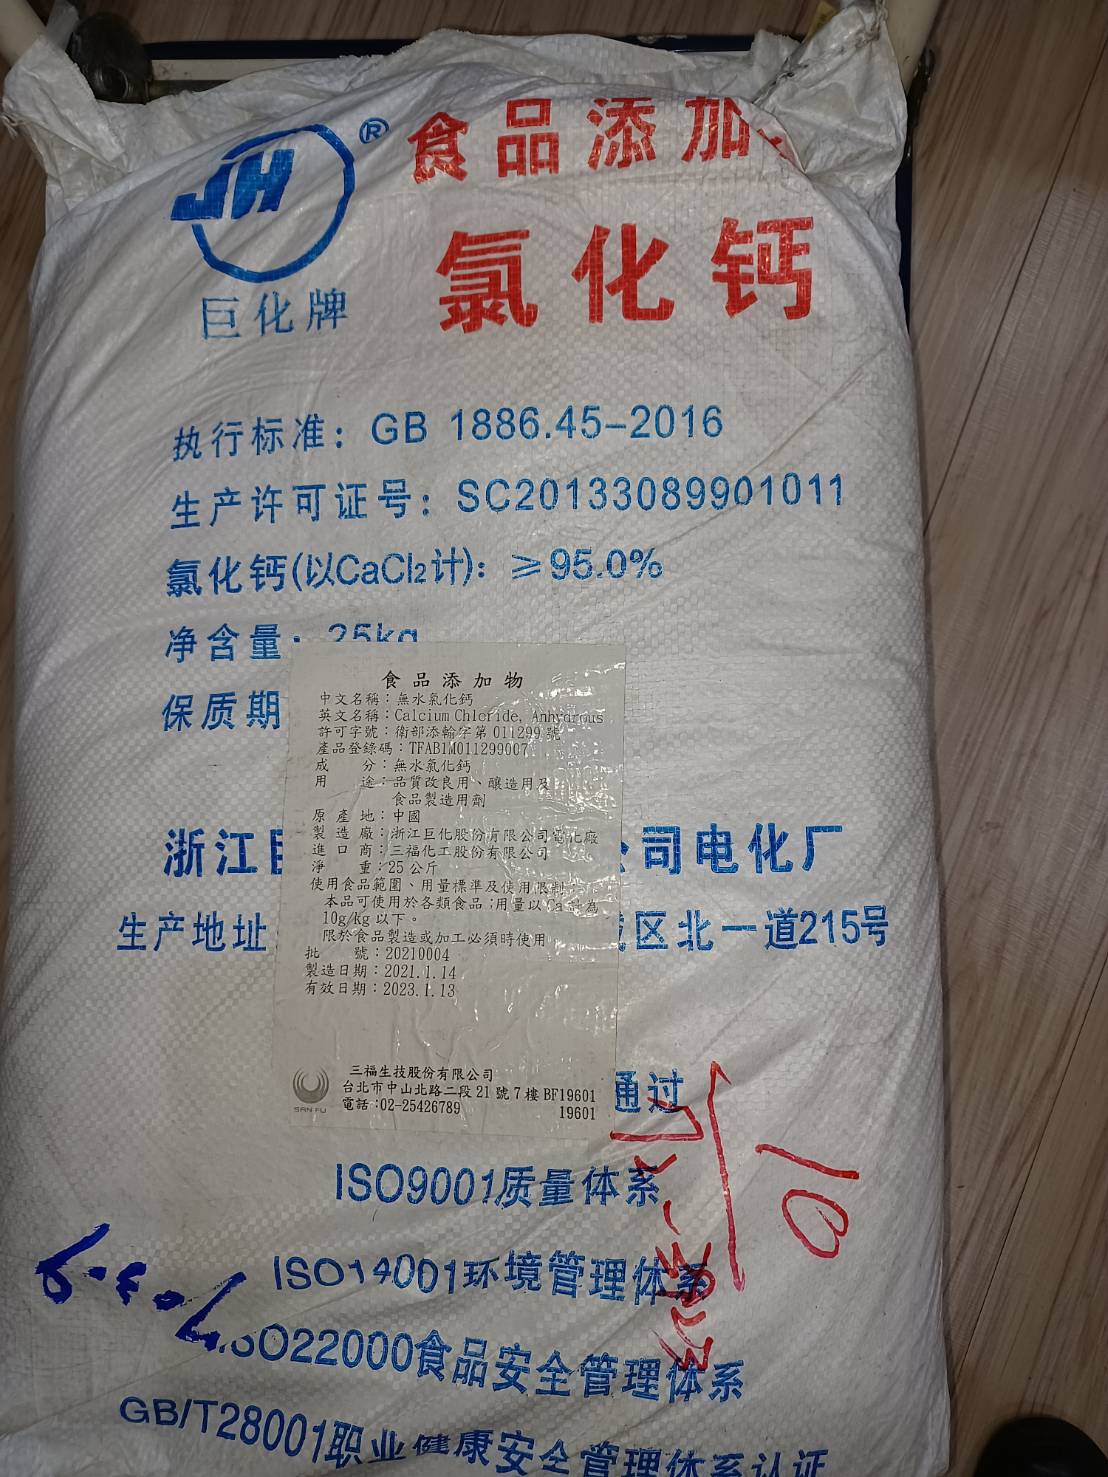 JH ®
食品添加
巨化牌
氯化钙
执行标准：GB 1886.45-2016
生产许可证号：SC20133089901011
氯化钙(以CaCl2计)：≥95.0%
净含量：25kg
保质期
食品添加物
中文名稱：無水氯化鈣
英文名稱：Calcium Chloride, Anhydrous
許可字號：衛部添輸字第011299號
產品登錄碼：TFAB1M011299007
成 分：無水氯化鈣
用 途：品質改良用、釀造用及
食品製造用劑
原產地：中國
製造廠：浙江巨化股份有限公司電化廠
進口商：三福化工股份有限公司
淨 重：25公斤
使用食品範圍、用量標準及使用限制：
本品可使用於各類食品；用量以Ca計為
10g/kg以下。
限於食品製造或加工必須時使用
批 號：20210004
製造日期：2021.1.14
有效日期：2023.1.13
三福生技股份有限公司
台北市中山北路二段21號7樓 BF19601
電話：02-25426789 19601
SAN FU
浙江 公司电化厂
生产地址 区北一道215号
通过
ISO9001质量体系
ISO14001环境管理体系
ISO22000食品安全管理体系
GB/T28001职业健康安全管理体系认证
10